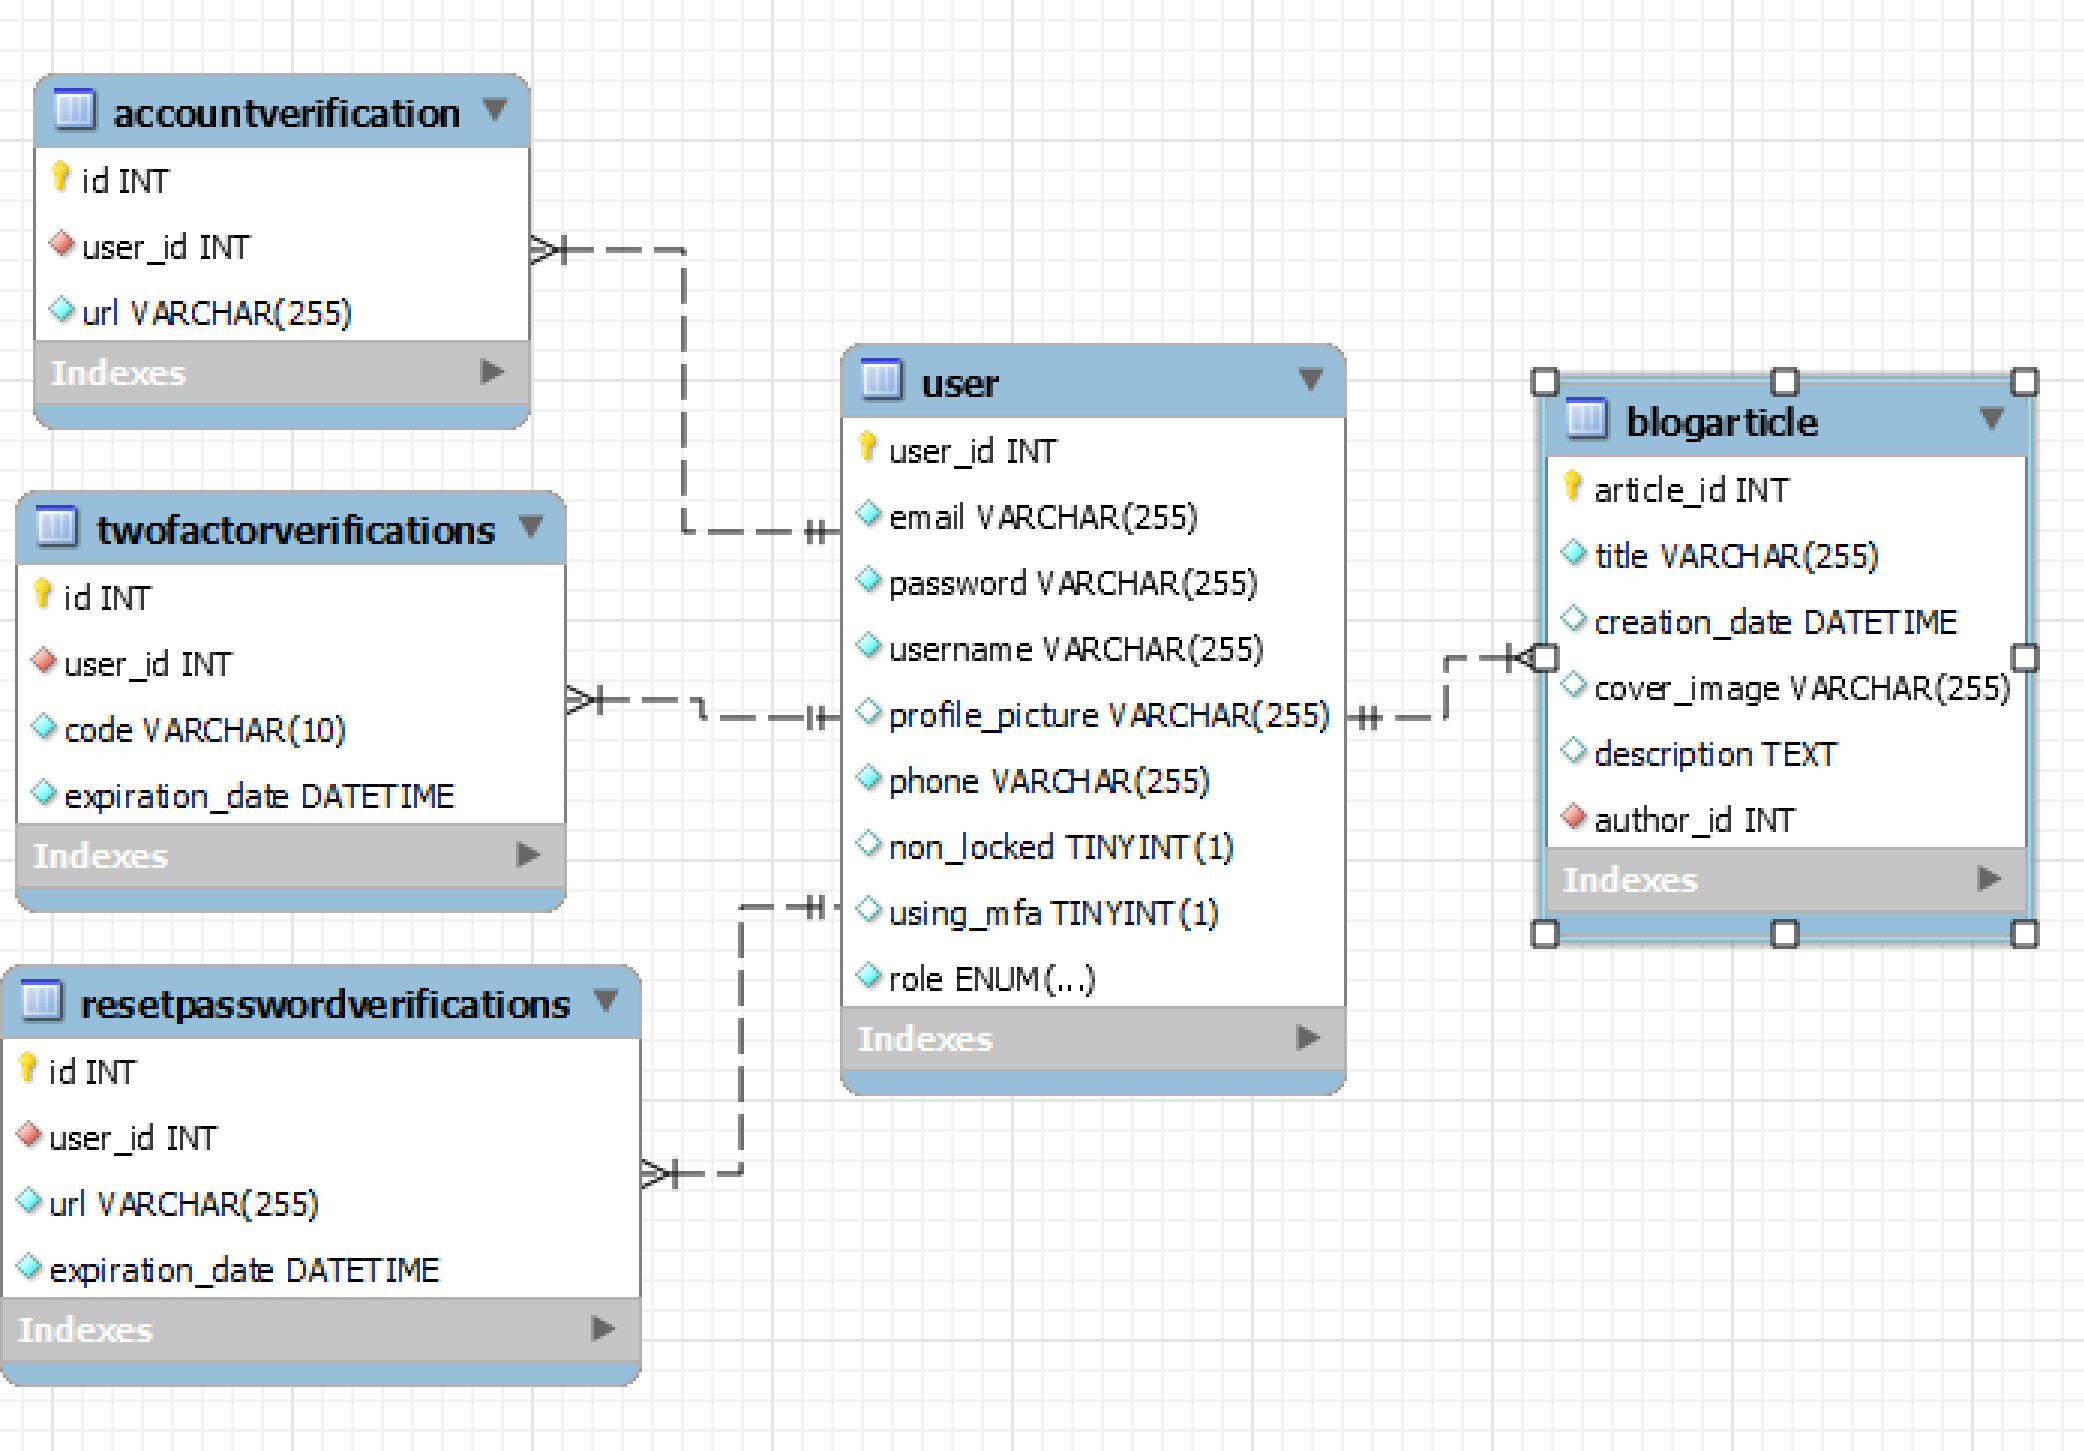 accountverification
id INT
user_id INT
url VARCHAR(255)
Indexes
twofactorverifications
id INT
user_id INT
code VARCHAR(10)
expiration_date DATETIME
Indexes
resetpasswordverifications
id INT
user_id INT
url VARCHAR(255)
expiration_date DATETIME
Indexes
user
user_id INT
email VARCHAR(255)
password VARCHAR(255)
username VARCHAR(255)
profile_picture VARCHAR(255)
phone VARCHAR(255)
non_locked TINYINT(1)
using_mfa TINYINT(1)
role ENUM(...)
Indexes
blogarticle
article_id INT
title VARCHAR(255)
creation_date DATETIME
cover_image VARCHAR(255)
description TEXT
author_id INT
Indexes